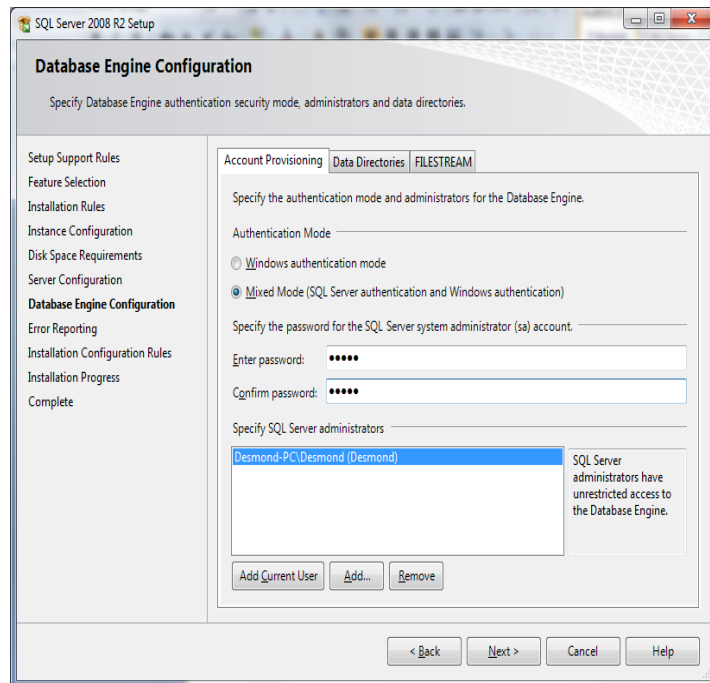 SQL Server 2008 R2 Setup
Database Engine Configuration
Specify Database Engine authentication security mode, administrators and data directories.
Setup Support Rules
Feature Selection
Installation Rules
Instance Configuration
Disk Space Requirements
Server Configuration
Database Engine Configuration
Error Reporting
Installation Configuration Rules
Installation Progress
Complete
Account Provisioning Data Directories FILESTREAM
Specify the authentication mode and administrators for the Database Engine.
Authentication Mode
Windows authentication mode
Mixed Mode (SQL Server authentication and Windows authentication)
Specify the password for the SQL Server system administrator (sa) account.
Enter password: •••••
Confirm password: •••••
Specify SQL Server administrators
Desmond-PC\Desmond (Desmond)
SQL Server
administrators have
unrestricted access to
the Database Engine.
Add Current User Add... Remove
< Back Next > Cancel Help